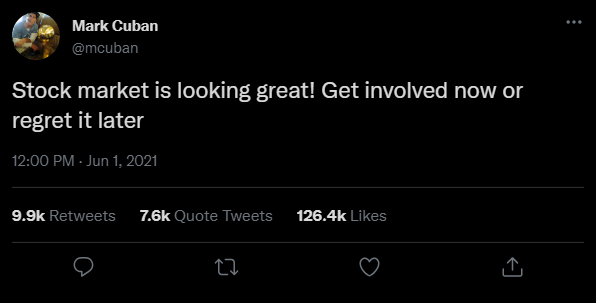 Mark Cuban
@mcuban
Stock market is looking great! Get involved now or
regret it later
12:00 PM · Jun 1, 2021
9.9k Retweets 7.6k Quote Tweets 126.4k Likes